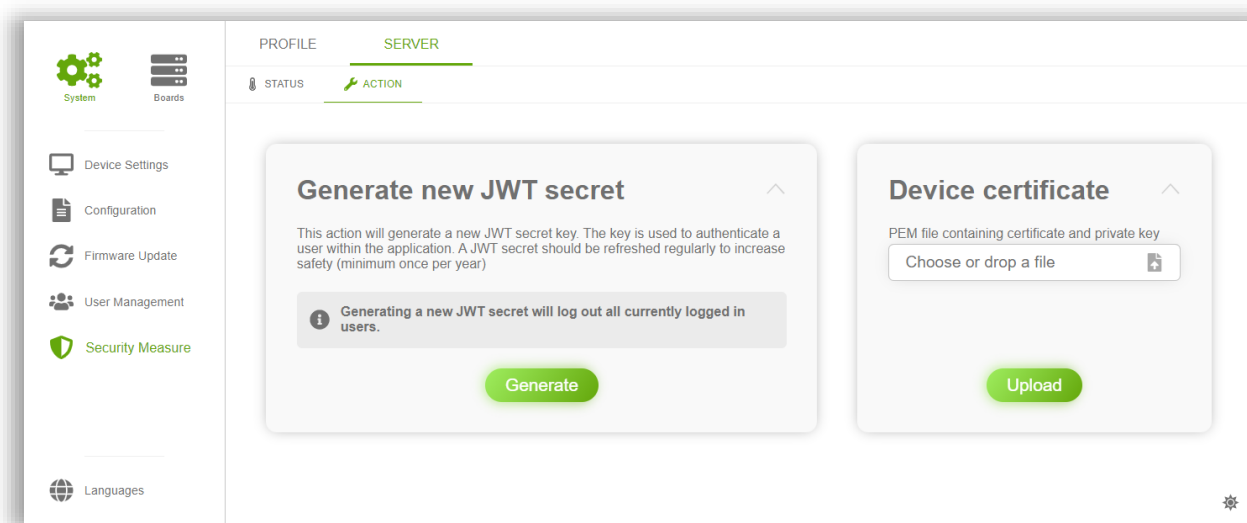 System
Boards
Device Settings
Configuration
Firmware Update
User Management
Security Measure
Languages
PROFILE
SERVER
STATUS
ACTION
Generate new JWT secret
This action will generate a new JWT secret key. The key is used to authenticate a
user within the application. A JWT secret should be refreshed regularly to increase
safety (minimum once per year)
Generating a new JWT secret will log out all currently logged in
users.
Generate
Device certificate
PEM file containing certificate and private key
Choose or drop a file
Upload